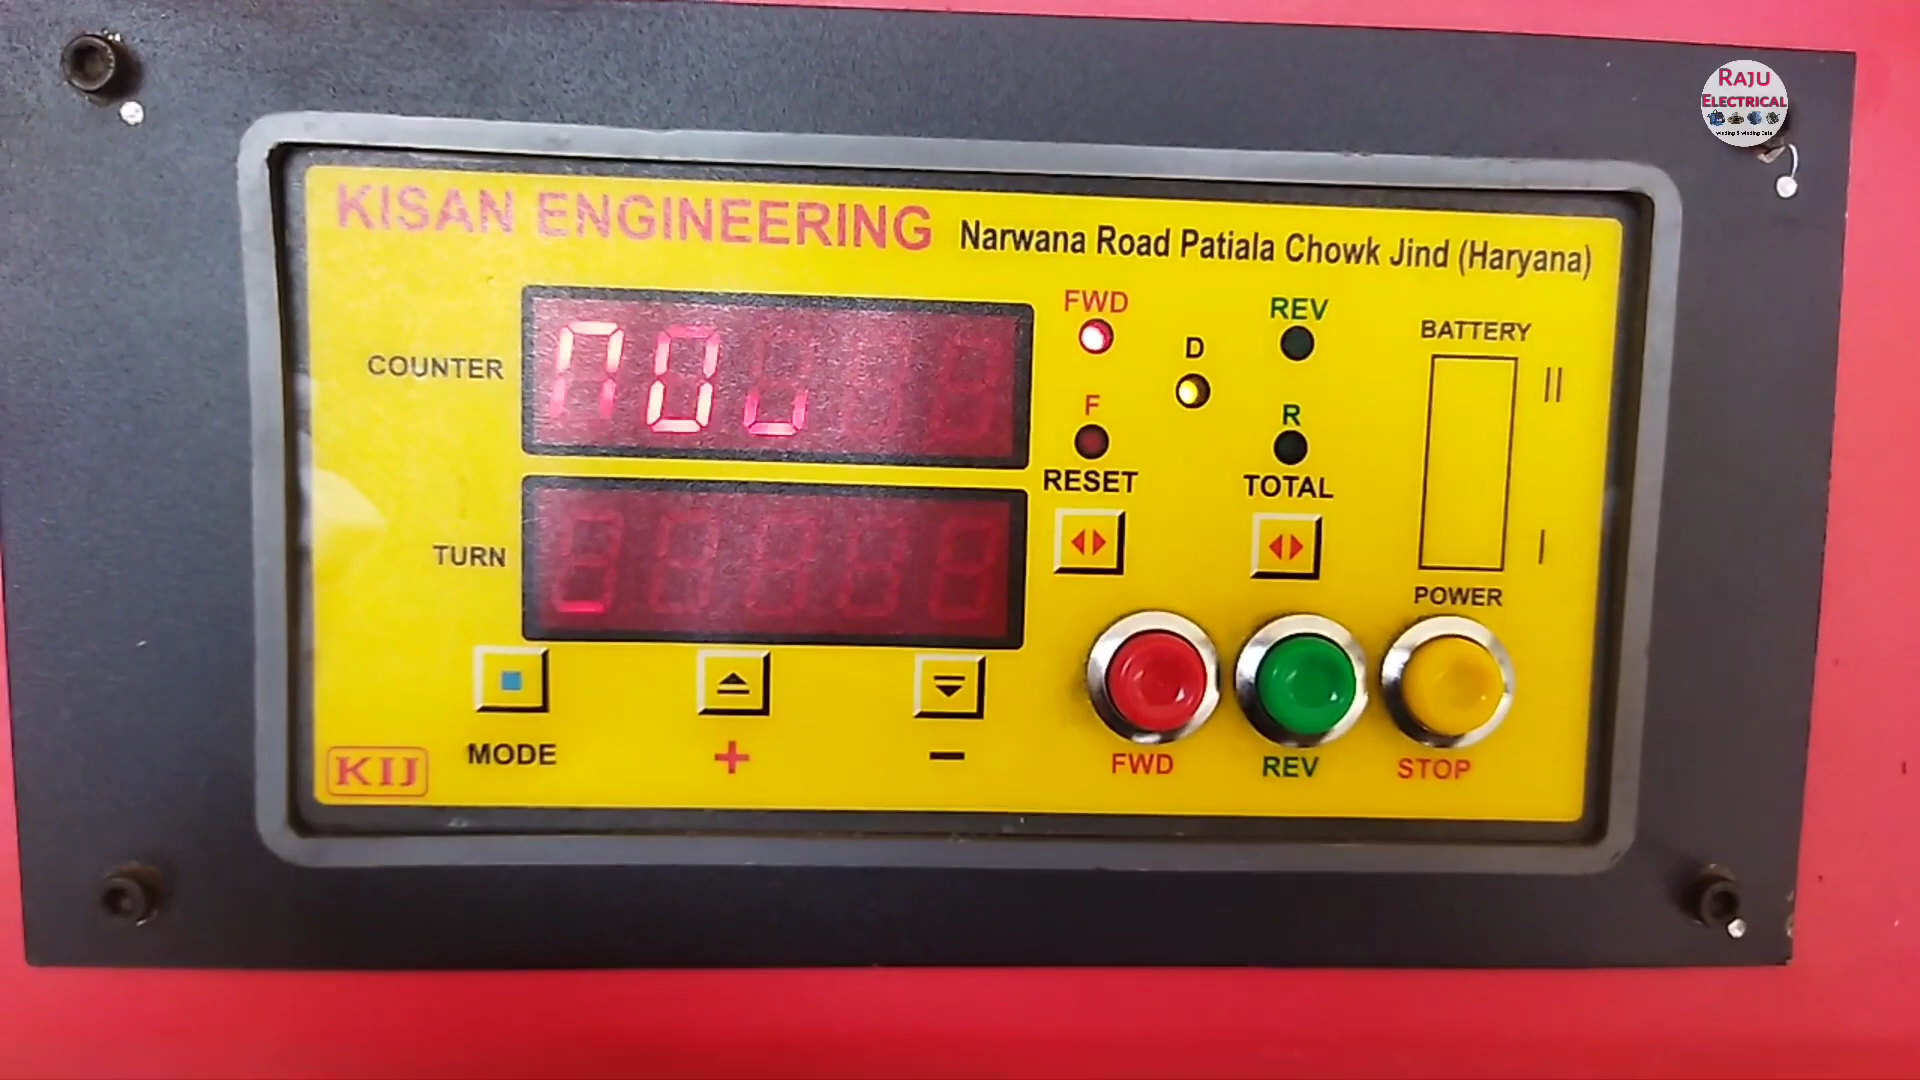 RAJU
ELECTRICAL
KISAN ENGINEERING Narwana Road Patiala Chowk Jind (Haryana)
FWD
REV
BATTERY
D
COUNTER
II
F
R
RESET
TOTAL
TURN
I
POWER
MODE
+
−
FWD
REV
STOP
KIJ